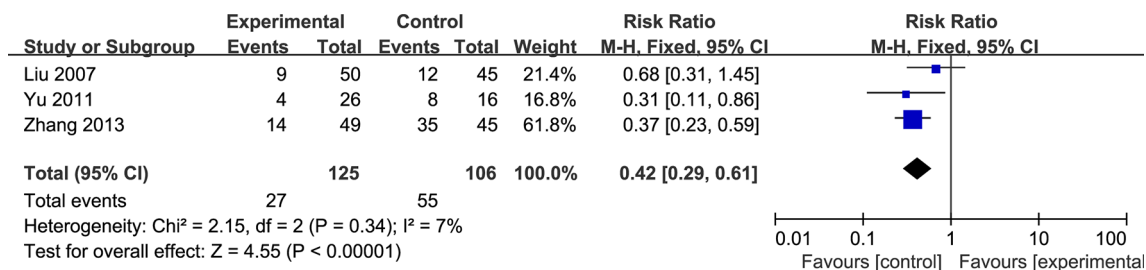 Experimental Control Risk Ratio Risk Ratio
Study or Subgroup Events Total Events Total Weight M-H, Fixed, 95% CI M-H, Fixed, 95% CI
Liu 2007 9 50 12 45 21.4% 0.68 [0.31, 1.45]
Yu 2011 4 26 8 16 16.8% 0.31 [0.11, 0.86]
Zhang 2013 14 49 35 45 61.8% 0.37 [0.23, 0.59]
Total (95% CI) 125 106 100.0% 0.42 [0.29, 0.61]
Total events 27 55
Heterogeneity: Chi² = 2.15, df = 2 (P = 0.34); I² = 7%
Test for overall effect: Z = 4.55 (P < 0.00001)
0.01 0.1 1 10 100
Favours [control] Favours [experimental